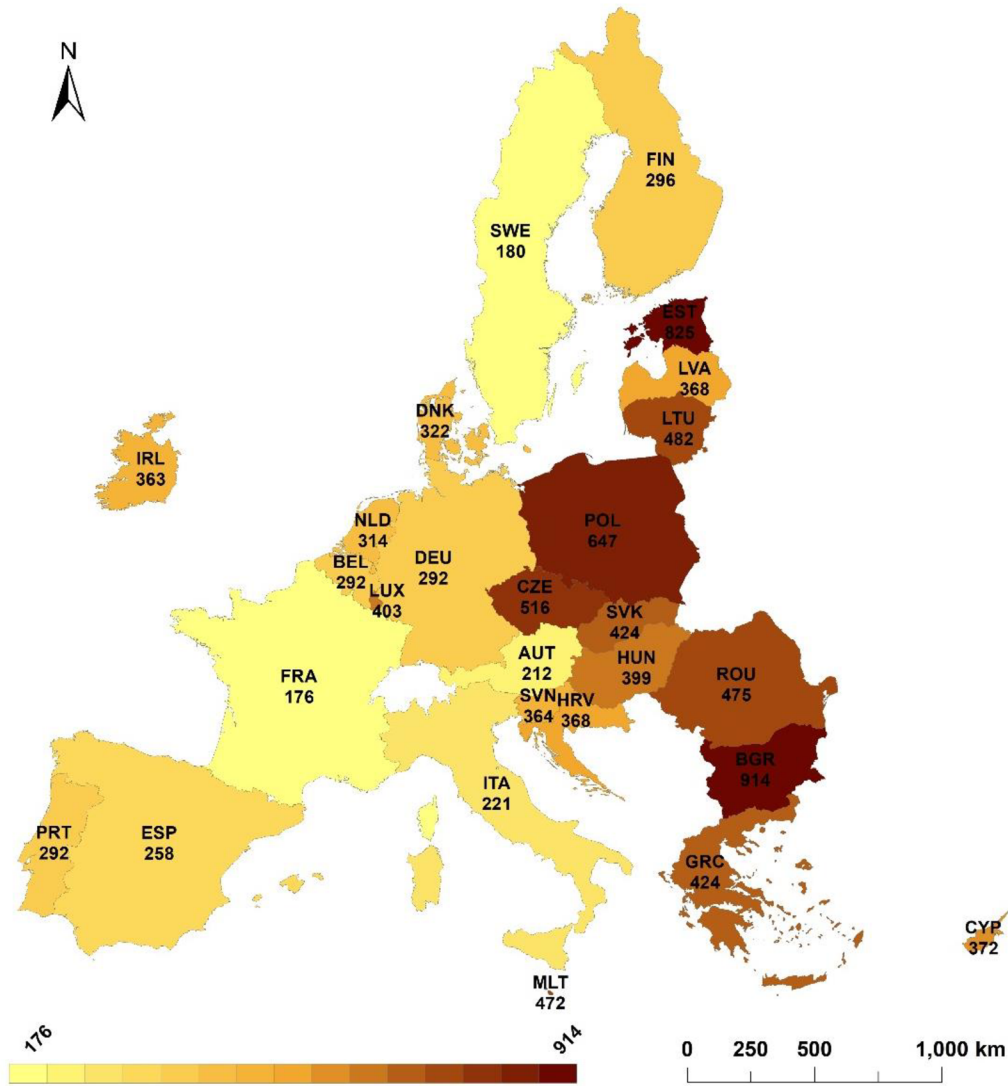 N
FIN
296
SWE
180
EST
825
LVA
368
DNK
322
LTU
482
IRL
363
NLD
314
POL
647
BEL
292
DEU
292
LUX
403
CZE
516
SVK
424
AUT
212
HUN
399
FRA
176
ROU
475
SVN
364
HRV
368
BGR
914
ITA
221
PRT
292
ESP
258
GRC
424
CYP
372
MLT
472
176
914
0 250 500 1,000 km